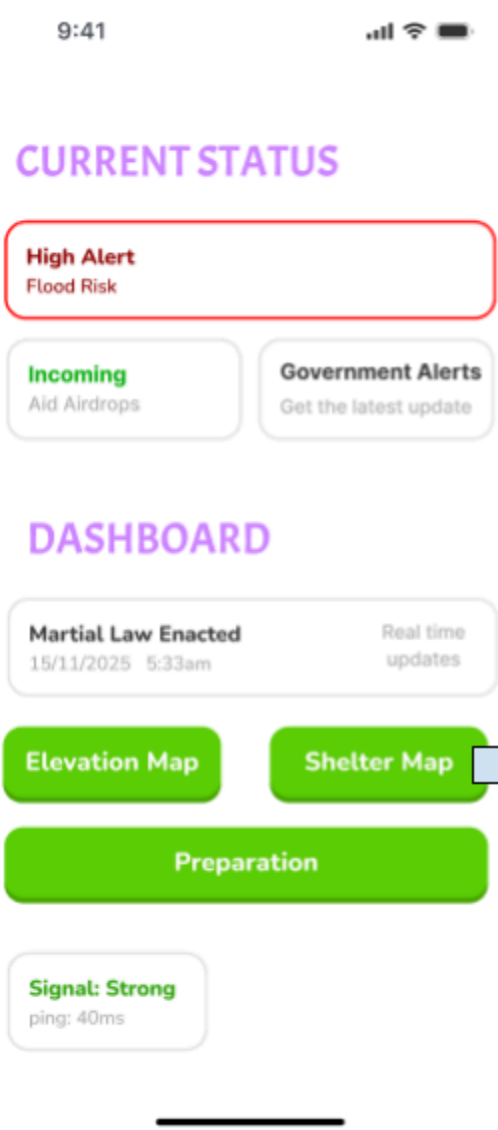 9:41
CURRENT STATUS
High Alert
Flood Risk
Incoming
Aid Airdrops
Government Alerts
Get the latest update
DASHBOARD
Martial Law Enacted
15/11/2025 5:33am
Real time
updates
Elevation Map
Shelter Map
Preparation
Signal: Strong
ping: 40ms